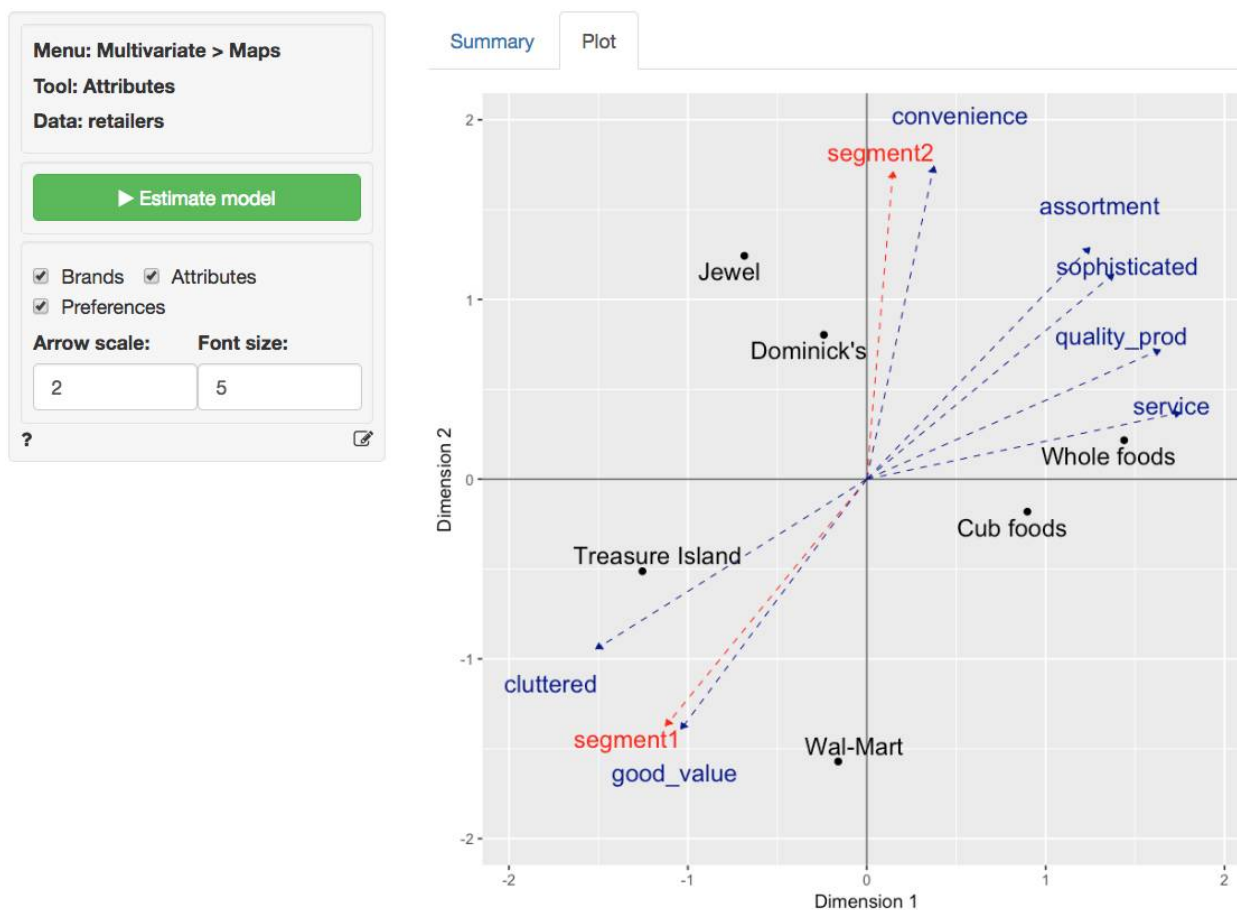 Menu: Multivariate > Maps
Tool: Attributes
Data: retailers
Estimate model
Brands Attributes
Preferences
Arrow scale: Font size:
2 5
?
Summary Plot
convenience
segment2
assortment
sophisticated
Jewel
quality_prod
Dominick's
service
Whole foods
Cub foods
Treasure Island
cluttered
segment1
Wal-Mart
good_value
2
1
0
-1
-2
Dimension 2
-2 -1 0 1 2
Dimension 1